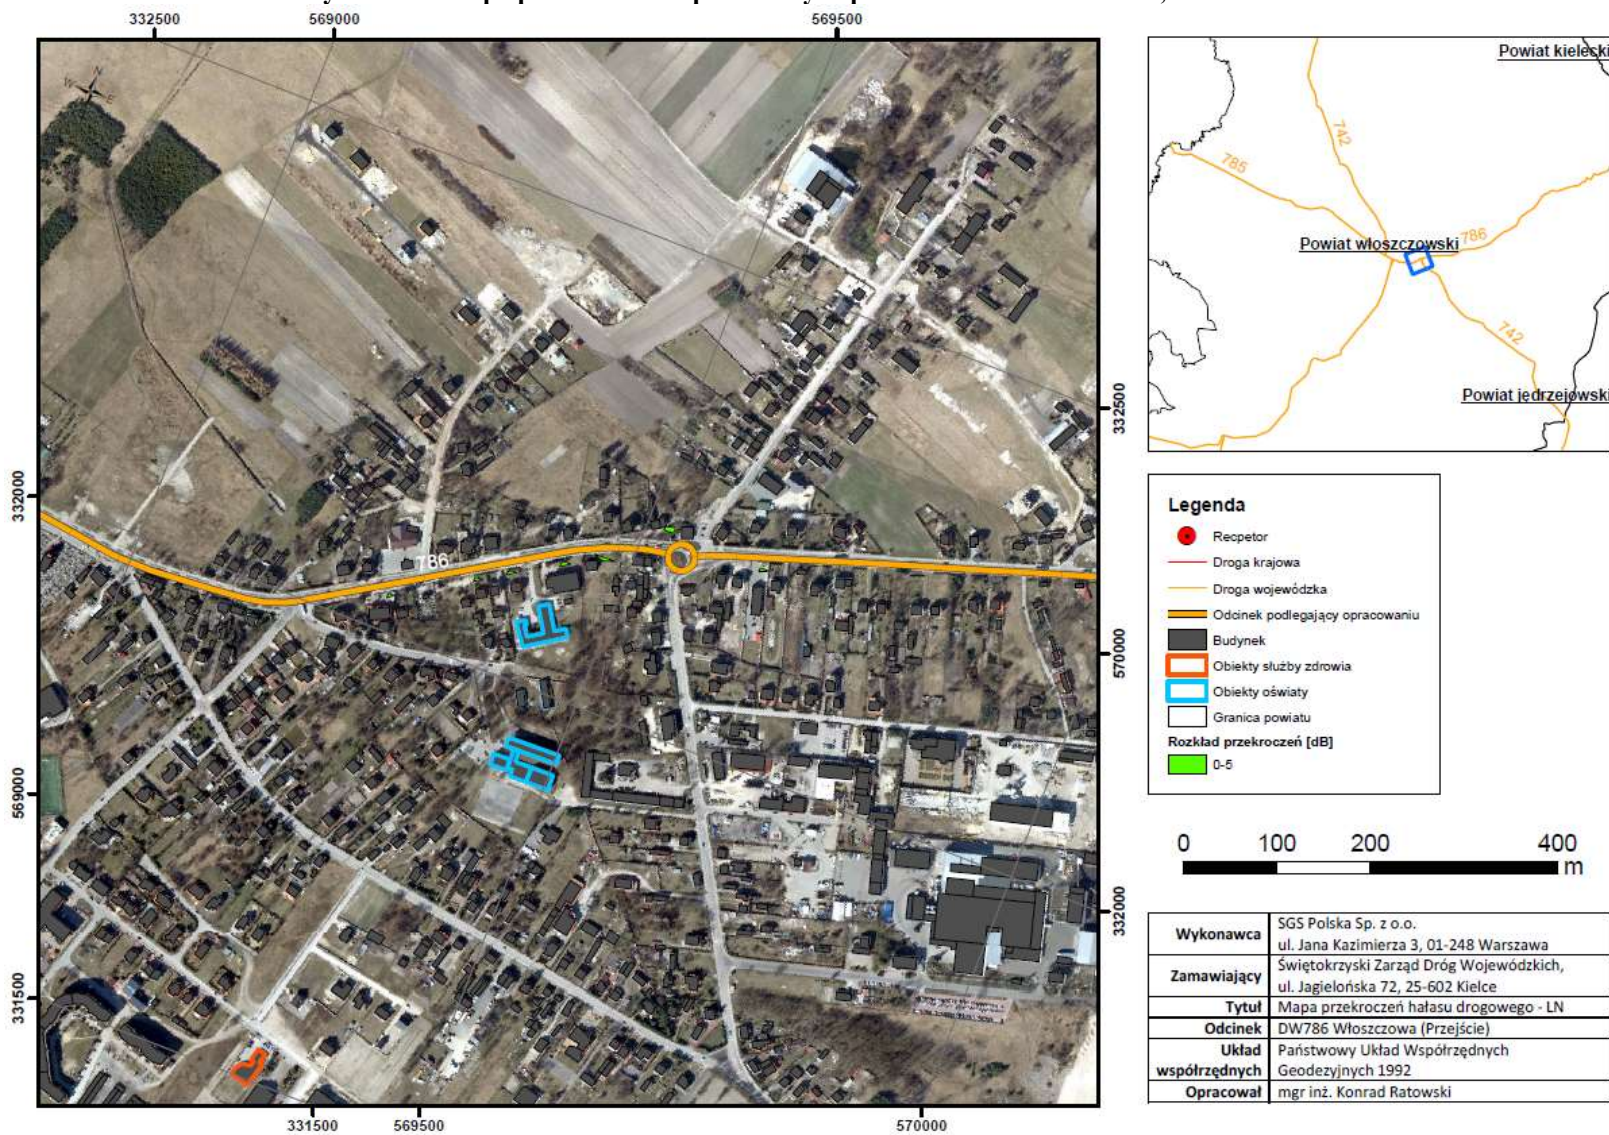 332500
569000
569500
W N E
332000
569000
331500
786
332500
570000
332000
331500
569500
570000
Powiat kielecki
742
785
786
Powiat włoszczowski
742
Powiat jędrzejowski
Legenda
Recpetor
Droga krajowa
Droga wojewódzka
Odcinek podlegający opracowaniu
Budynek
Obiekty służby zdrowia
Obiekty oświaty
Granica powiatu
Rozkład przekroczeń [dB]
0-5
0 100 200 400
m
Wykonawca SGS Polska Sp. z o.o.
ul. Jana Kazimierza 3, 01-248 Warszawa
Zamawiający Świętokrzyski Zarząd Dróg Wojewódzkich,
ul. Jagielońska 72, 25-602 Kielce
Tytuł Mapa przekroczeń hałasu drogowego - LN
Odcinek DW786 Włoszczowa (Przejście)
Układ Państwowy Układ Współrzędnych
współrzędnych Geodezyjnych 1992
Opracował mgr inż. Konrad Ratowski